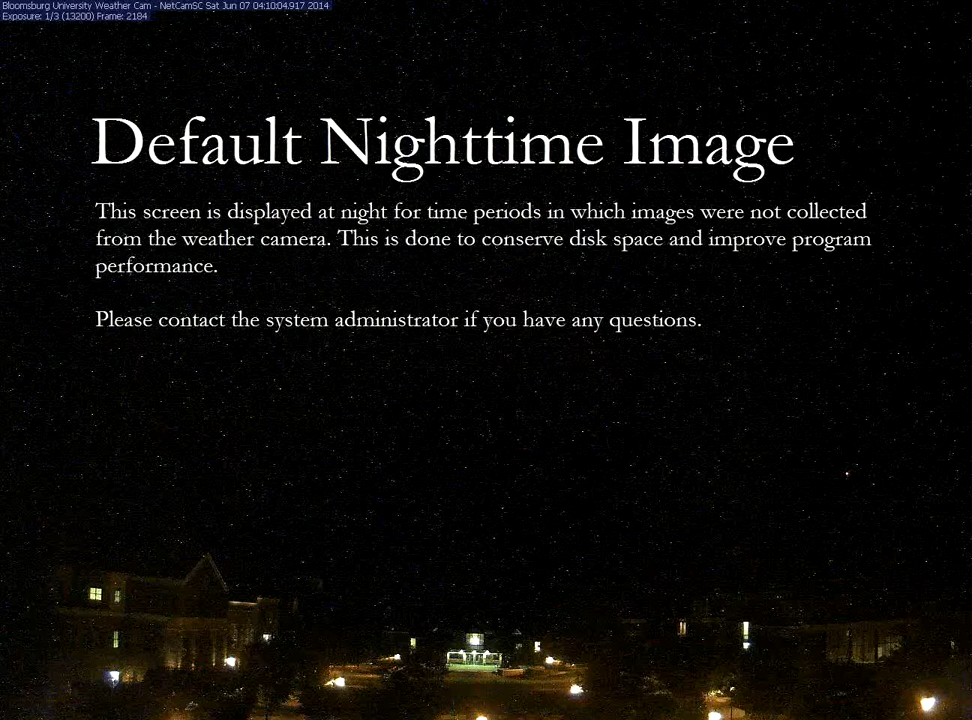 Bloomsburg University Weather Cam - NetCamSC Sat Jun 07 04:10:04.917 2014
Exposure: 1/3 (13200) Frame: 2184
Default Nighttime Image
This screen is displayed at night for time periods in which images were not collected
from the weather camera. This is done to conserve disk space and improve program
performance.
Please contact the system administrator if you have any questions.